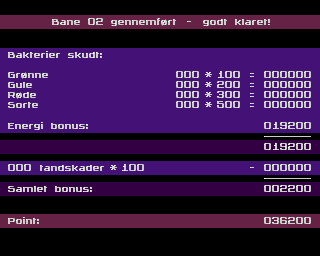 Bane 02 gennemført - godt klaret!
Bakterier skudt:
Grønne 000 * 100 = 000000
Gule 000 * 200 = 000000
Røde 000 * 300 = 000000
Sorte 000 * 500 = 000000
Energi bonus: 019200
019200
000 tandskader * 100 - 000000
Samlet bonus: 002200
Point: 036200